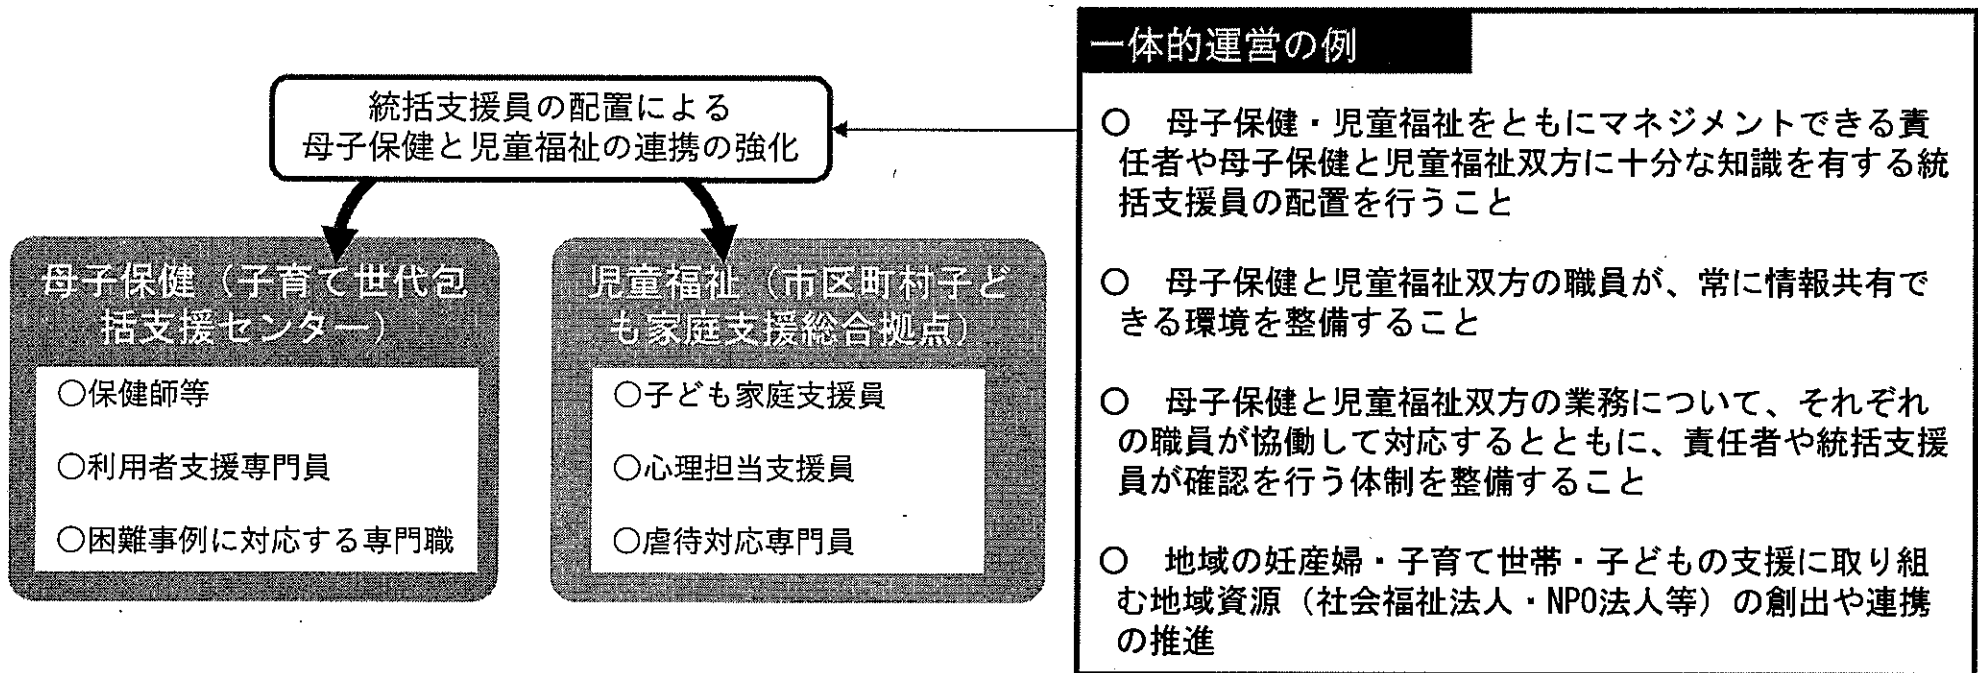 統括支援員の配置による
母子保健と児童福祉の連携の強化
母子保健（子育て世代包
括支援センター）
○保健師等
○利用者支援専門員
○困難事例に対応する専門職
児童福祉（市区町村子ど
も家庭支援総合拠点）
○子ども家庭支援員
○心理担当支援員
○虐待対応専門員
一体的運営の例
○　母子保健・児童福祉をともにマネジメントできる責
任者や母子保健と児童福祉双方に十分な知識を有する統
括支援員の配置を行うこと
○　母子保健と児童福祉双方の職員が、常に情報共有で
きる環境を整備すること
○　母子保健と児童福祉双方の業務について、それぞれ
の職員が協働して対応するとともに、責任者や統括支援
員が確認を行う体制を整備すること
○　地域の妊産婦・子育て世帯・子どもの支援に取り組
む地域資源（社会福祉法人・NPO法人等）の創出や連携
の推進